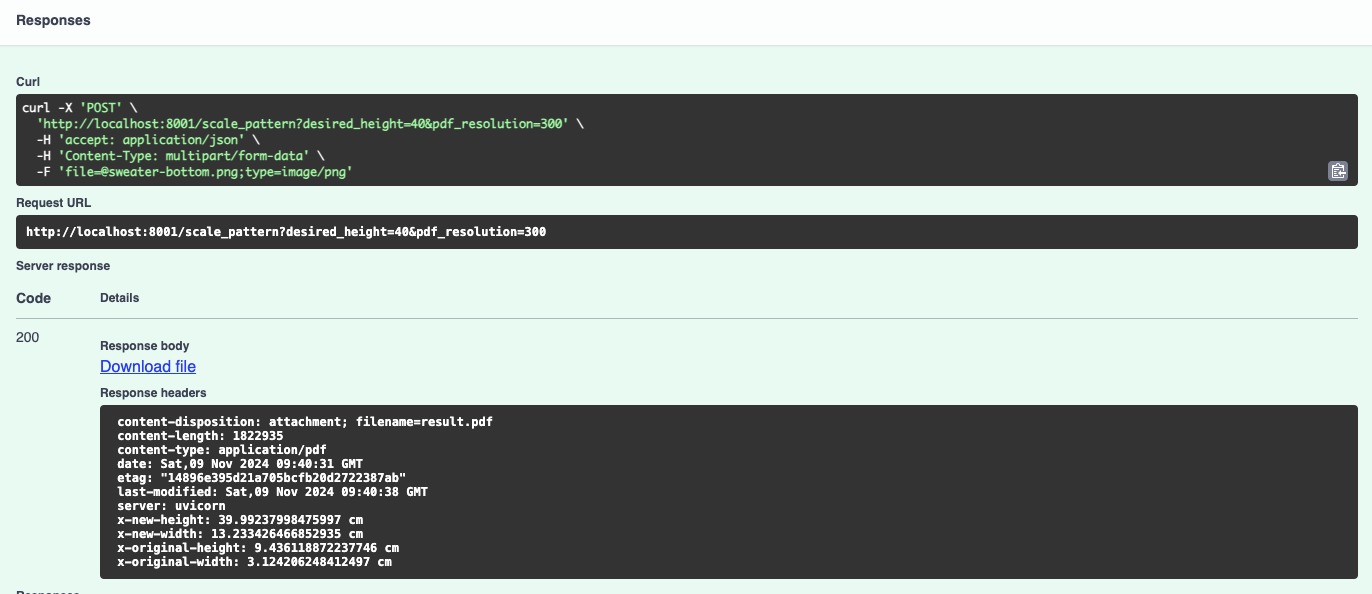 Responses
Curl
curl -X 'POST' \
'http://localhost:8001/scale_pattern?desired_height=40&pdf_resolution=300' \
-H 'accept: application/json' \
-H 'Content-Type: multipart/form-data' \
-F 'file=@sweater-bottom.png;type=image/png'
Request URL
http://localhost:8001/scale_pattern?desired_height=40&pdf_resolution=300
Server response
Code Details
200
Response body
Download file
Response headers
content-disposition: attachment; filename=result.pdf
content-length: 1822935
content-type: application/pdf
date: Sat,09 Nov 2024 09:40:31 GMT
etag: "14896e395d21a705bcfb20d2722387ab"
last-modified: Sat,09 Nov 2024 09:40:38 GMT
server: uvicorn
x-new-height: 39.99237998475997 cm
x-new-width: 13.233426466852935 cm
x-original-height: 9.436118872237746 cm
x-original-width: 3.124206248412497 cm
Responses